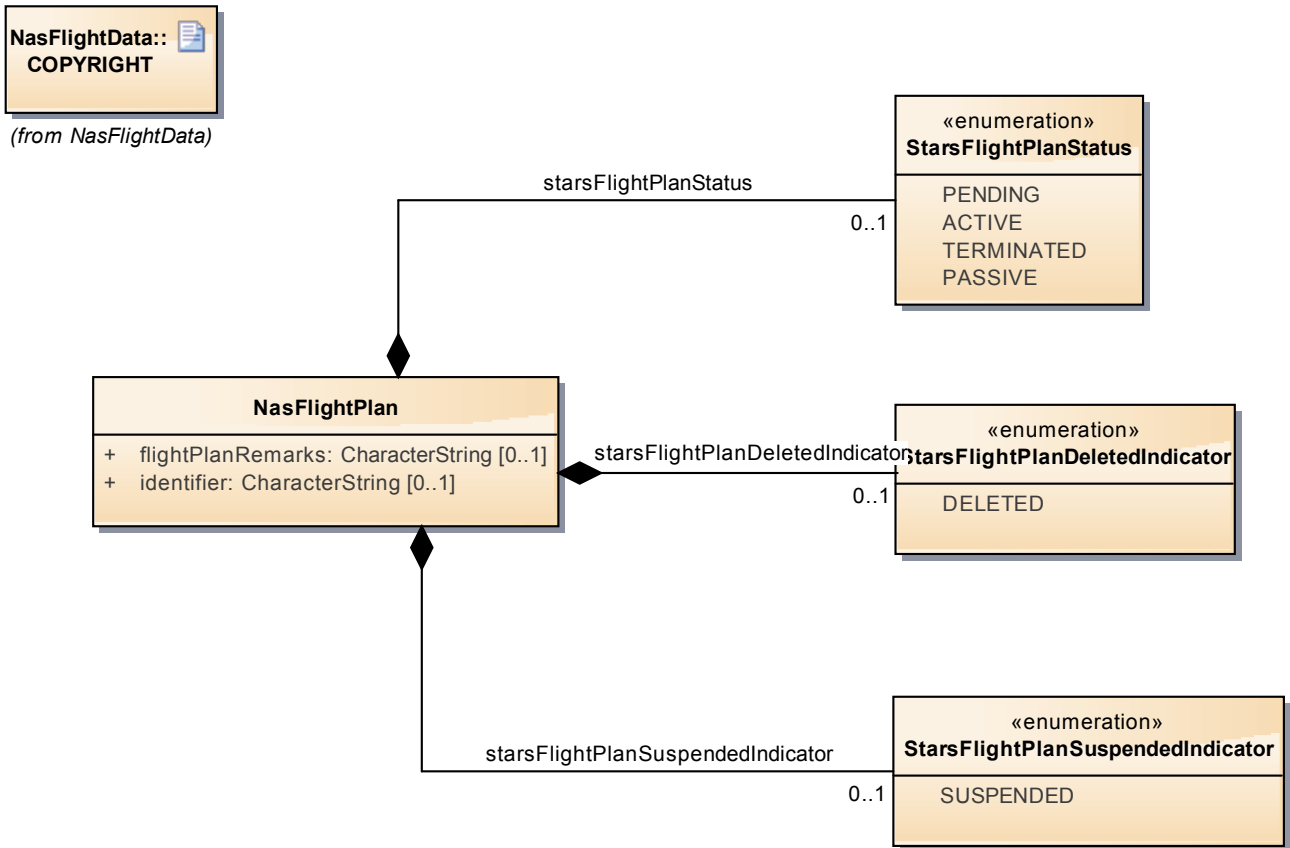 NasFlightData::
COPYRIGHT
(from NasFlightData)
«enumeration»
StarsFlightPlanStatus
PENDING
ACTIVE
TERMINATED
PASSIVE
starsFlightPlanStatus
0..1
NasFlightPlan
+ flightPlanRemarks: CharacterString [0..1]
+ identifier: CharacterString [0..1]
starsFlightPlanDeletedIndicator
0..1
«enumeration»
StarsFlightPlanDeletedIndicator
DELETED
starsFlightPlanSuspendedIndicator
0..1
«enumeration»
StarsFlightPlanSuspendedIndicator
SUSPENDED